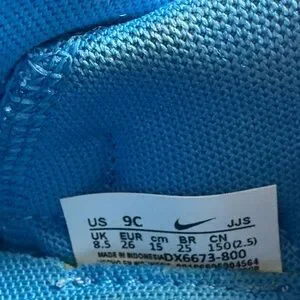 US 9C JJS
UK EUR cm BR CN
8.5 26 15 25 150(2.5)
MADE IN INDONESIA DX6673-800